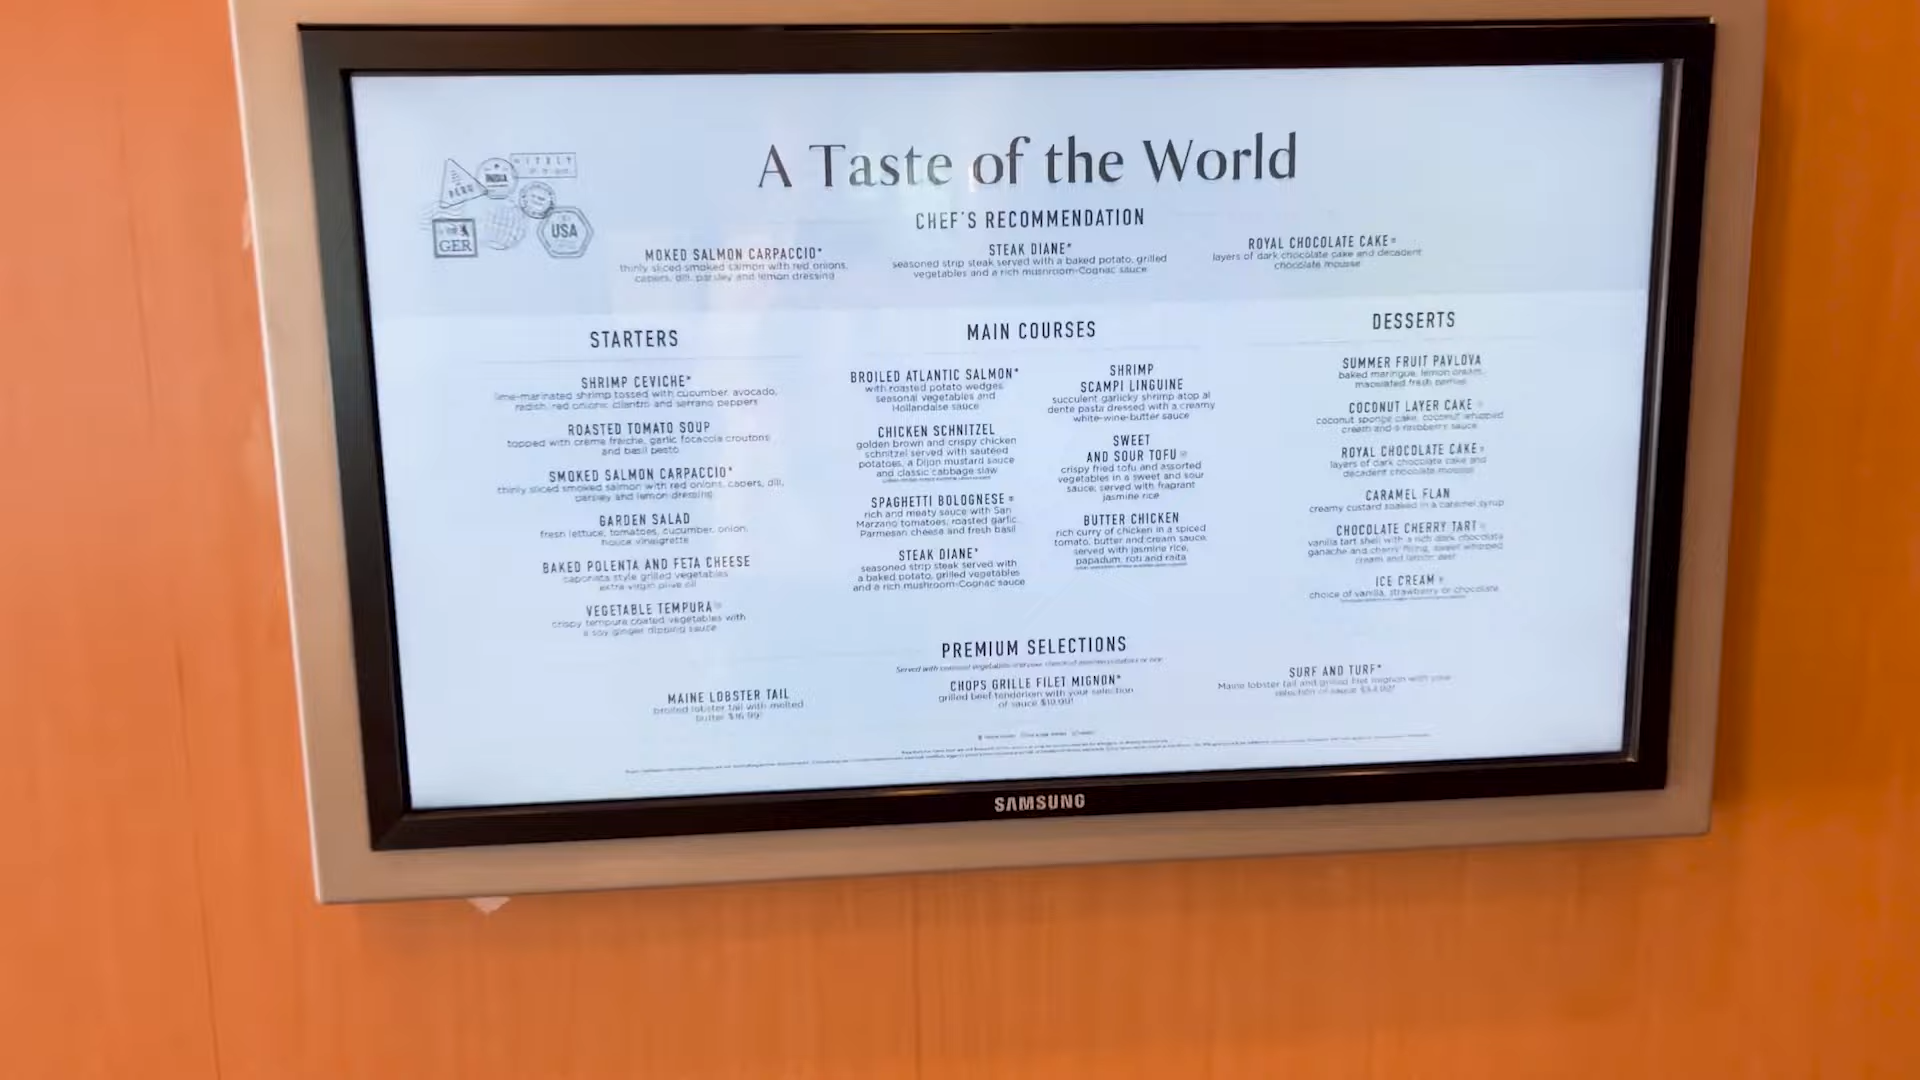 A Taste of the World
ITALY
PERU
INDIA
GER
USA
CHEF'S RECOMMENDATION
MOKED SALMON CARPACCIO*
thinly sliced smoked salmon with red onions,
capers, dill, parsley and lemon dressing
STEAK DIANE*
seasoned strip steak served with a baked potato, grilled
vegetables and a rich mushroom-Cognac sauce
ROYAL CHOCOLATE CAKE
layers of dark chocolate cake and decadent
chocolate mousse
STARTERS
SHRIMP CEVICHE*
lime-marinated shrimp tossed with cucumber, avocado,
radish, red onions, cilantro and serrano peppers
ROASTED TOMATO SOUP
topped with crème fraîche, garlic focaccia croutons
and basil pesto
SMOKED SALMON CARPACCIO*
thinly sliced smoked salmon with red onions, capers, dill,
parsley and lemon dressing
GARDEN SALAD
fresh lettuce, tomatoes, cucumber, onion,
house vinaigrette
BAKED POLENTA AND FETA CHEESE
caponata style grilled vegetables
extra virgin olive oil
VEGETABLE TEMPURA
crispy tempura coated vegetables with
a soy ginger dipping sauce
MAIN COURSES
BROILED ATLANTIC SALMON*
with roasted potato wedges,
seasonal vegetables and
Hollandaise sauce
CHICKEN SCHNITZEL
golden brown and crispy chicken
schnitzel served with sautéed
potatoes, a Dijon mustard sauce
and classic cabbage slaw
SPAGHETTI BOLOGNESE
rich and meaty sauce with San
Marzano tomatoes, roasted garlic,
Parmesan cheese and fresh basil
STEAK DIANE*
seasoned strip steak served with
a baked potato, grilled vegetables
and a rich mushroom-Cognac sauce
SHRIMP
SCAMPI LINGUINE
succulent garlicky shrimp atop al
dente pasta dressed with a creamy
white-wine-butter sauce
SWEET
AND SOUR TOFU
crispy fried tofu and assorted
vegetables in a sweet and sour
sauce, served with fragrant
jasmine rice
BUTTER CHICKEN
rich curry of chicken in a spiced
tomato, butter and cream sauce,
served with jasmine rice,
papadum, roti and raita
DESSERTS
SUMMER FRUIT PAVLOVA
baked maringue, lemon cream,
macerated fresh berries
COCONUT LAYER CAKE
coconut sponge cake, coconut whipped
cream and a raspberry sauce
ROYAL CHOCOLATE CAKE
layers of dark chocolate cake and
decadent chocolate mousse
CARAMEL FLAN
creamy custard soaked in a caramel syrup
CHOCOLATE CHERRY TART
vanilla tart shell with a rich dark chocolate
ganache and cherry filling, sweet whipped
cream and lemon zest
ICE CREAM
choice of vanilla, strawberry or chocolate
PREMIUM SELECTIONS
Served with seasonal vegetables
MAINE LOBSTER TAIL
broiled lobster tail with melted
butter $16.99!
CHOPS GRILLE FILET MIGNON*
grilled beef tenderloin with your selection
of sauce $19.99!
SURF AND TURF*
Maine lobster tail and grilled filet mignon with your
selection of sauce
SAMSUNG